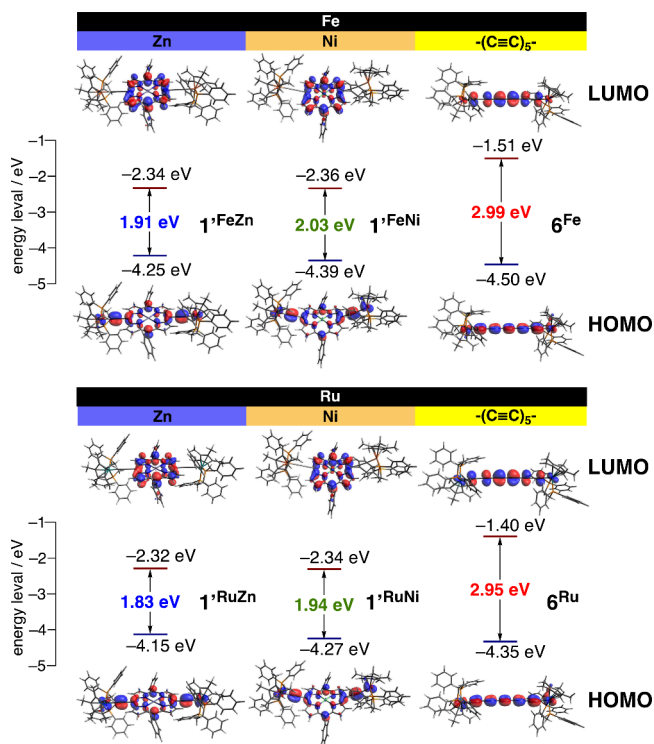 Fe
Zn Ni -(C≡C)5-
LUMO
−1
−2
−3
−4
−5
energy leval / eV
−2.34 eV
1.91 eV
−4.25 eV
1’FeZn
−2.36 eV
2.03 eV
−4.39 eV
1’FeNi
−1.51 eV
2.99 eV
−4.50 eV
6Fe
HOMO
Ru
Zn Ni -(C≡C)5-
LUMO
−1
−2
−3
−4
−5
energy leval / eV
−2.32 eV
1.83 eV
−4.15 eV
1’RuZn
−2.34 eV
1.94 eV
−4.27 eV
1’RuNi
−1.40 eV
2.95 eV
−4.35 eV
6Ru
HOMO